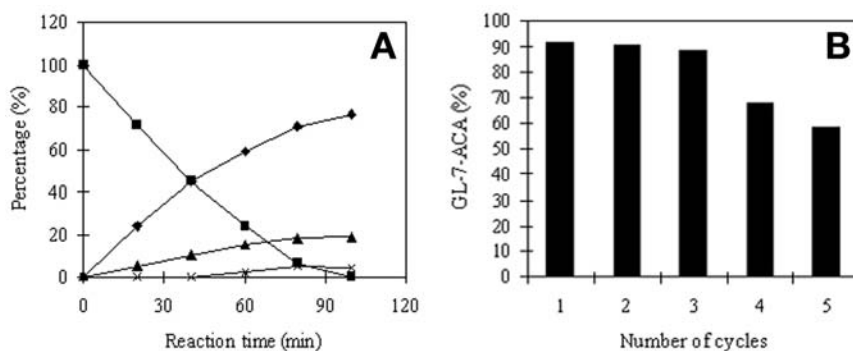 A
Percentage (%)
120
100
80
60
40
20
0
0 30 60 90 120
Reaction time (min)
B
GL-7-ACA (%)
100
90
80
70
60
50
40
30
20
10
0
1 2 3 4 5
Number of cycles